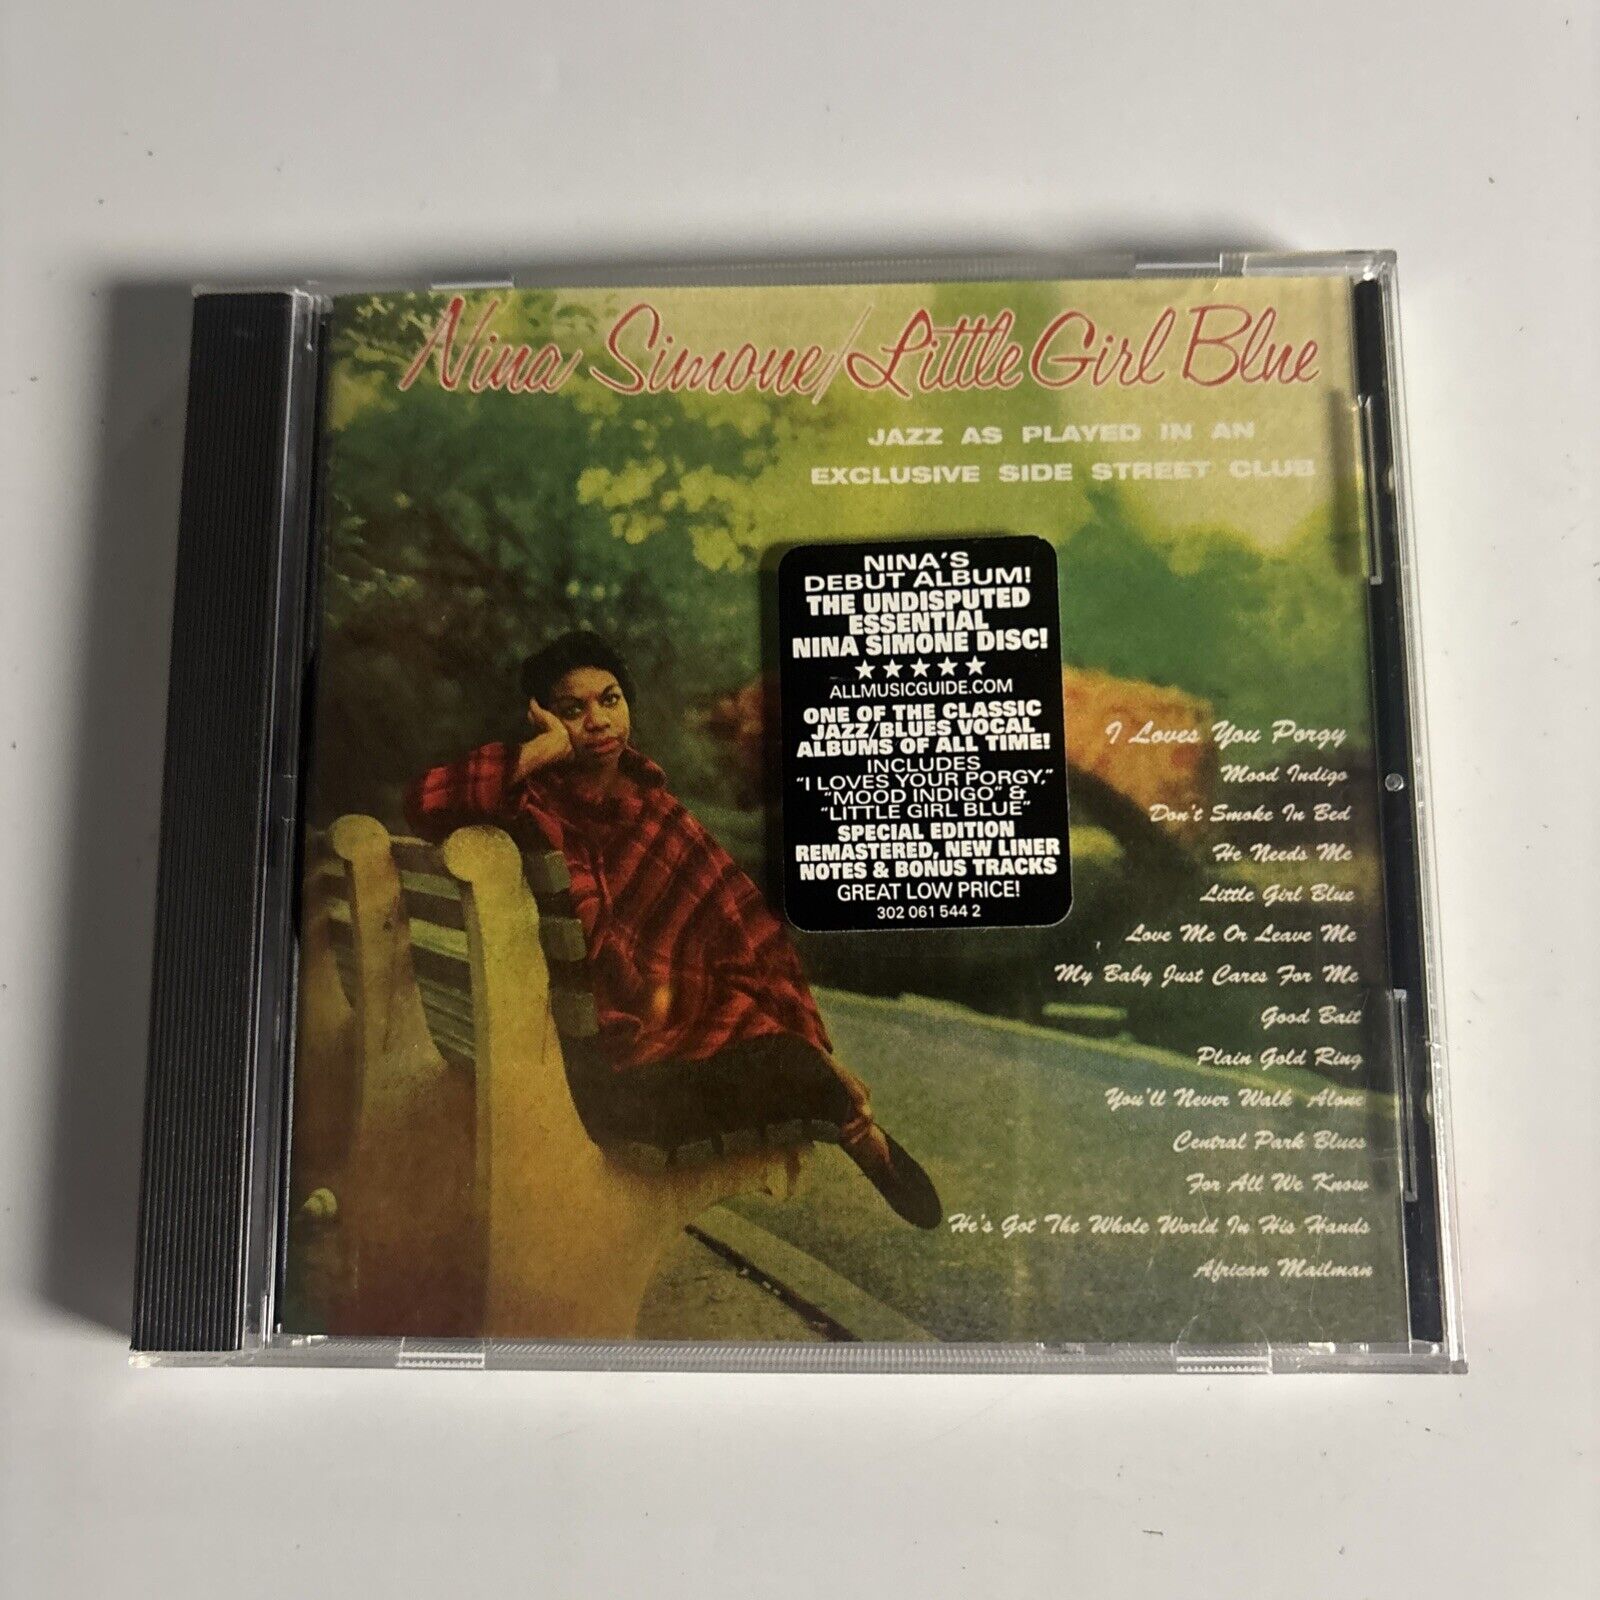 Nina Simone/Little Girl Blue
JAZZ AS PLAYED IN AN
EXCLUSIVE SIDE STREET CLUB
NINA'S
DEBUT ALBUM!
THE UNDISPUTED
ESSENTIAL
NINA SIMONE DISC!
★★★★★
ALLMUSICGUIDE.COM
ONE OF THE CLASSIC
JAZZ/BLUES VOCAL
ALBUMS OF ALL TIME!
INCLUDES
"I LOVES YOUR PORGY,"
"MOOD INDIGO" &
"LITTLE GIRL BLUE"
SPECIAL EDITION
REMASTERED, NEW LINER
NOTES & BONUS TRACKS
GREAT LOW PRICE!
302 061 544 2
I Loves You Porgy
Mood Indigo
Don't Smoke In Bed
He Needs Me
Little Girl Blue
Love Me Or Leave Me
My Baby Just Cares For Me
Good Bait
Plain Gold Ring
You'll Never Walk Alone
Central Park Blues
For All We Know
He's Got The Whole World In His Hands
African Mailman